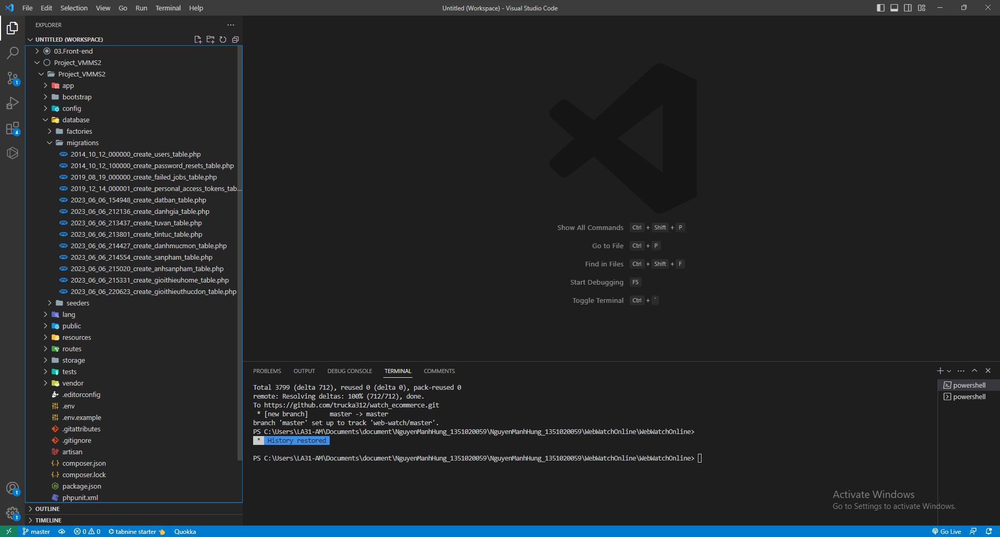 File Edit Selection View Go Run Terminal Help
Untitled (Workspace) - Visual Studio Code
EXPLORER
UNTITLED (WORKSPACE)
03.Front-end
Project_VMMS2
Project_VMMS2
app
bootstrap
config
database
factories
migrations
2014_10_12_000000_create_users_table.php
2014_10_12_100000_create_password_resets_table.php
2019_08_19_000000_create_failed_jobs_table.php
2019_12_14_000001_create_personal_access_tokens_tab...
2023_06_06_154948_create_datban_table.php
2023_06_06_212136_create_danhgia_table.php
2023_06_06_213437_create_tuvan_table.php
2023_06_06_213801_create_tintuc_table.php
2023_06_06_214427_create_danhmucmon_table.php
2023_06_06_214554_create_sanpham_table.php
2023_06_06_215020_create_anhsanpham_table.php
2023_06_06_215331_create_gioithieuhome_table.php
2023_06_06_220623_create_gioithieuthucdon_table.php
seeders
lang
public
resources
routes
storage
tests
vendor
.editorconfig
.env
.env.example
.gitattributes
.gitignore
artisan
composer.json
composer.lock
package.json
phpunit.xml
OUTLINE
TIMELINE
1
4
1
1
Show All Commands Ctrl + Shift + P
Go to File Ctrl + P
Find in Files Ctrl + Shift + F
Start Debugging F5
Toggle Terminal Ctrl + `
PROBLEMS OUTPUT DEBUG CONSOLE TERMINAL COMMENTS
Total 3799 (delta 712), reused 0 (delta 0), pack-reused 0
remote: Resolving deltas: 100% (712/712), done.
To https://github.com/trucka312/watch_ecommerce.git
* [new branch] master -> master
branch 'master' set up to track 'web-watch/master'.
PS C:\Users\LA31-AM\Documents\document\NguyenManhHung_1351020059\NguyenManhHung_1351020059\WebWatchOnline\WebWatchOnline>
* History restored
PS C:\Users\LA31-AM\Documents\document\NguyenManhHung_1351020059\NguyenManhHung_1351020059\WebWatchOnline\WebWatchOnline>
powershell
powershell
Activate Windows
Go to Settings to activate Windows.
master 0 0 tabnine starter Quokka Go Live